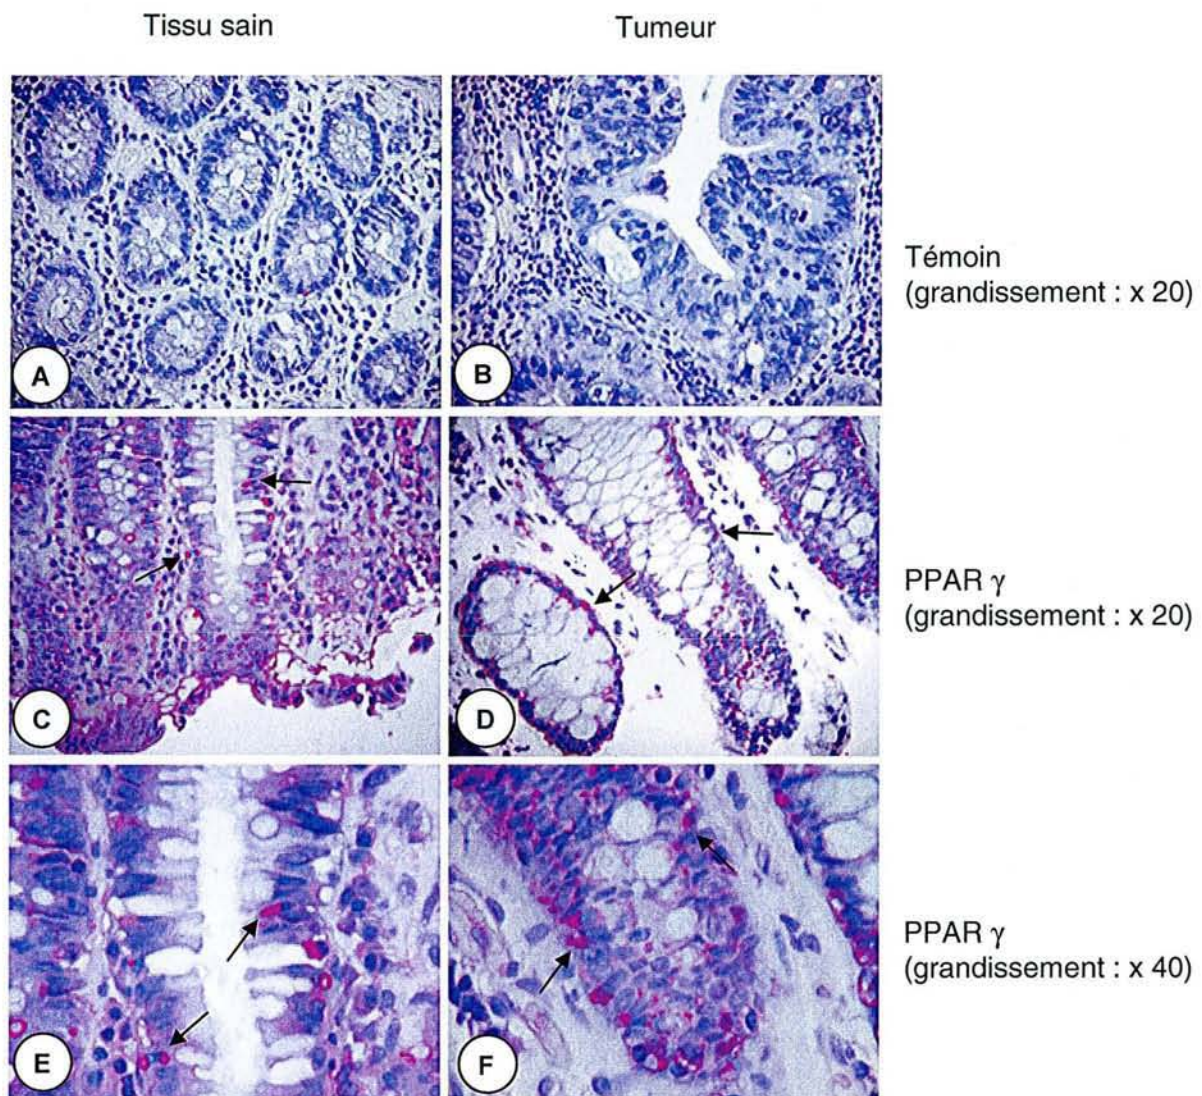 Tissu sain
Tumeur
A
B
Témoin
(grandissement : x 20)
C
D
PPAR γ
(grandissement : x 20)
E
F
PPAR γ
(grandissement : x 40)